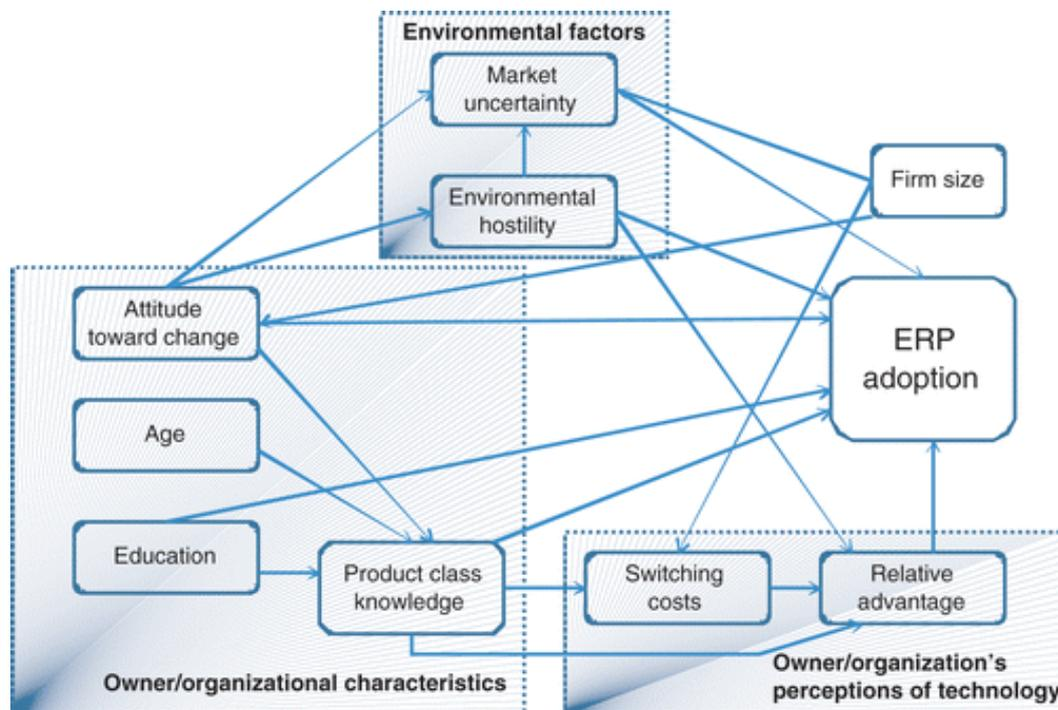 Environmental factors
Market
uncertainty
Environmental
hostility
Firm size
Attitude
toward change
ERP
adoption
Age
Education
Product class
knowledge
Switching
costs
Relative
advantage
Owner/organizational characteristics
Owner/organization's
perceptions of technology